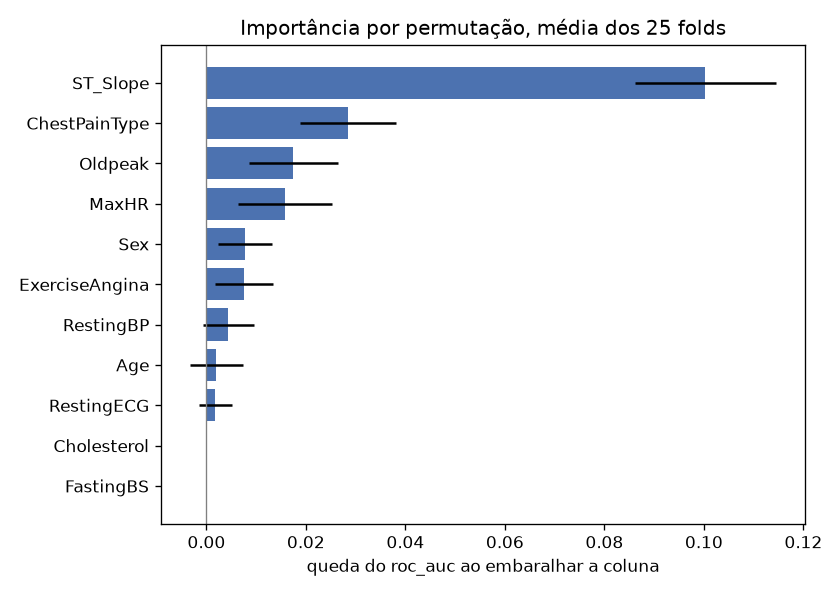 Importância por permutação, média dos 25 folds
ST_Slope
ChestPainType
Oldpeak
MaxHR
Sex
ExerciseAngina
RestingBP
Age
RestingECG
Cholesterol
FastingBS
0.00 0.02 0.04 0.06 0.08 0.10 0.12
queda do roc_auc ao embaralhar a coluna